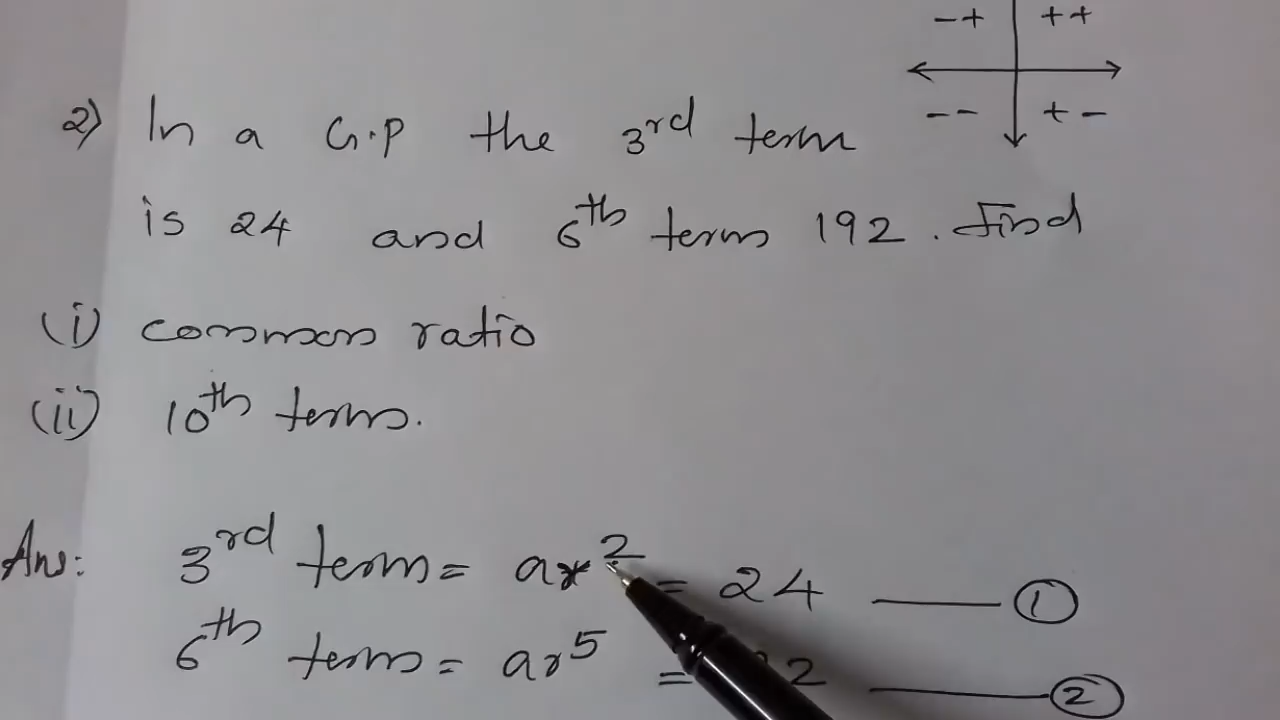 -+ ++
-- +-
2) In a G.P the 3rd term
is 24 and 6th term 192. Find
(i) common ratio
(ii) 10th term.
Ans: 3rd term = ar² = 24 —— ①
6th term = ar⁵ = 2 —— ②